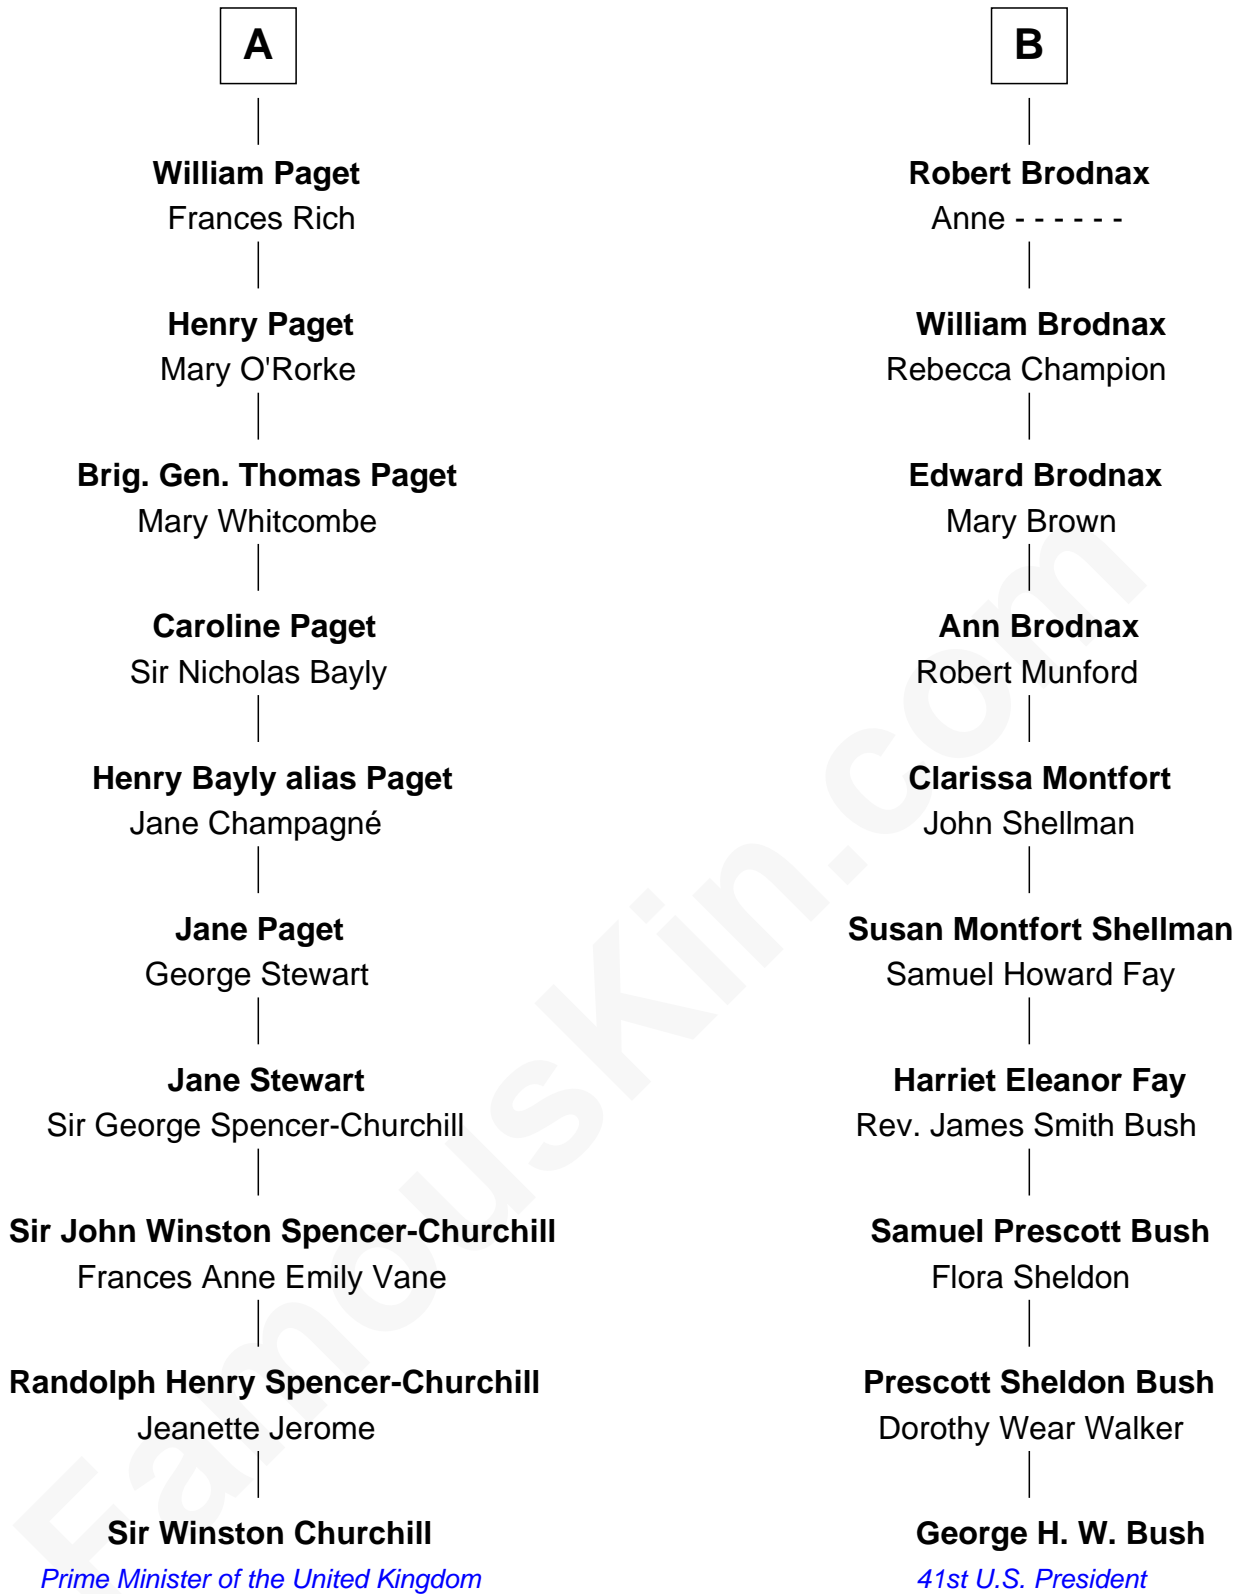 A
William Paget
Frances Rich
Henry Paget
Mary O'Rorke
Brig. Gen. Thomas Paget
Mary Whitcombe
Caroline Paget
Sir Nicholas Bayly
Henry Bayly alias Paget
Jane Champagné
Jane Paget
George Stewart
Jane Stewart
Sir George Spencer-Churchill
Sir John Winston Spencer-Churchill
Frances Anne Emily Vane
Randolph Henry Spencer-Churchill
Jeanette Jerome
Sir Winston Churchill
Prime Minister of the United Kingdom
B
Robert Brodnax
Anne - - - - - -
William Brodnax
Rebecca Champion
Edward Brodnax
Mary Brown
Ann Brodnax
Robert Munford
Clarissa Montfort
John Shellman
Susan Montfort Shellman
Samuel Howard Fay
Harriet Eleanor Fay
Rev. James Smith Bush
Samuel Prescott Bush
Flora Sheldon
Prescott Sheldon Bush
Dorothy Wear Walker
George H. W. Bush
41st U.S. President
FamousKin.com